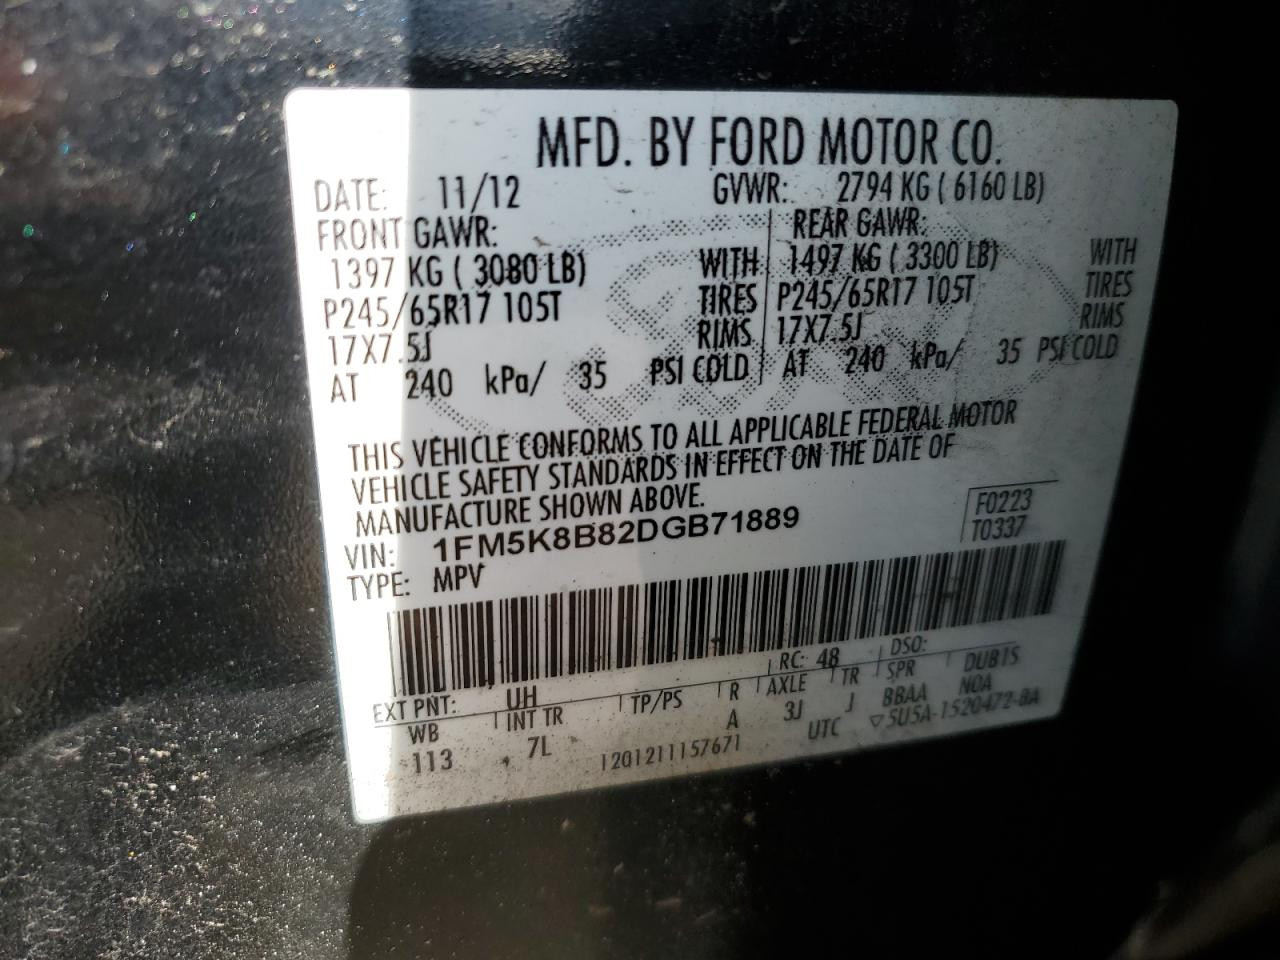 MFD. BY FORD MOTOR CO.
DATE: 11/12 GVWR: 2794 KG ( 6160 LB)
FRONT GAWR: REAR GAWR:
1397 KG ( 3080 LB) WITH 1497 KG ( 3300 LB) WITH
P245/65R17 105T TIRES P245/65R17 105T TIRES
17X7.5J RIMS 17X7.5J RIMS
AT 240 kPa/ 35 PSI COLD AT 240 kPa/ 35 PSI COLD
THIS VEHICLE CONFORMS TO ALL APPLICABLE FEDERAL MOTOR
VEHICLE SAFETY STANDARDS IN EFFECT ON THE DATE OF
MANUFACTURE SHOWN ABOVE.
VIN: 1FM5K8B82DGB71889 F0223
TYPE: MPV T0337
EXT PNT: UH RC: 48 DSO:
WB INT TR TP/PS R AXLE TR SPR DUB1S
113 7L A 3J J BBAA NOA
1201211157671 UTC ▽5U5A-1520472-BA